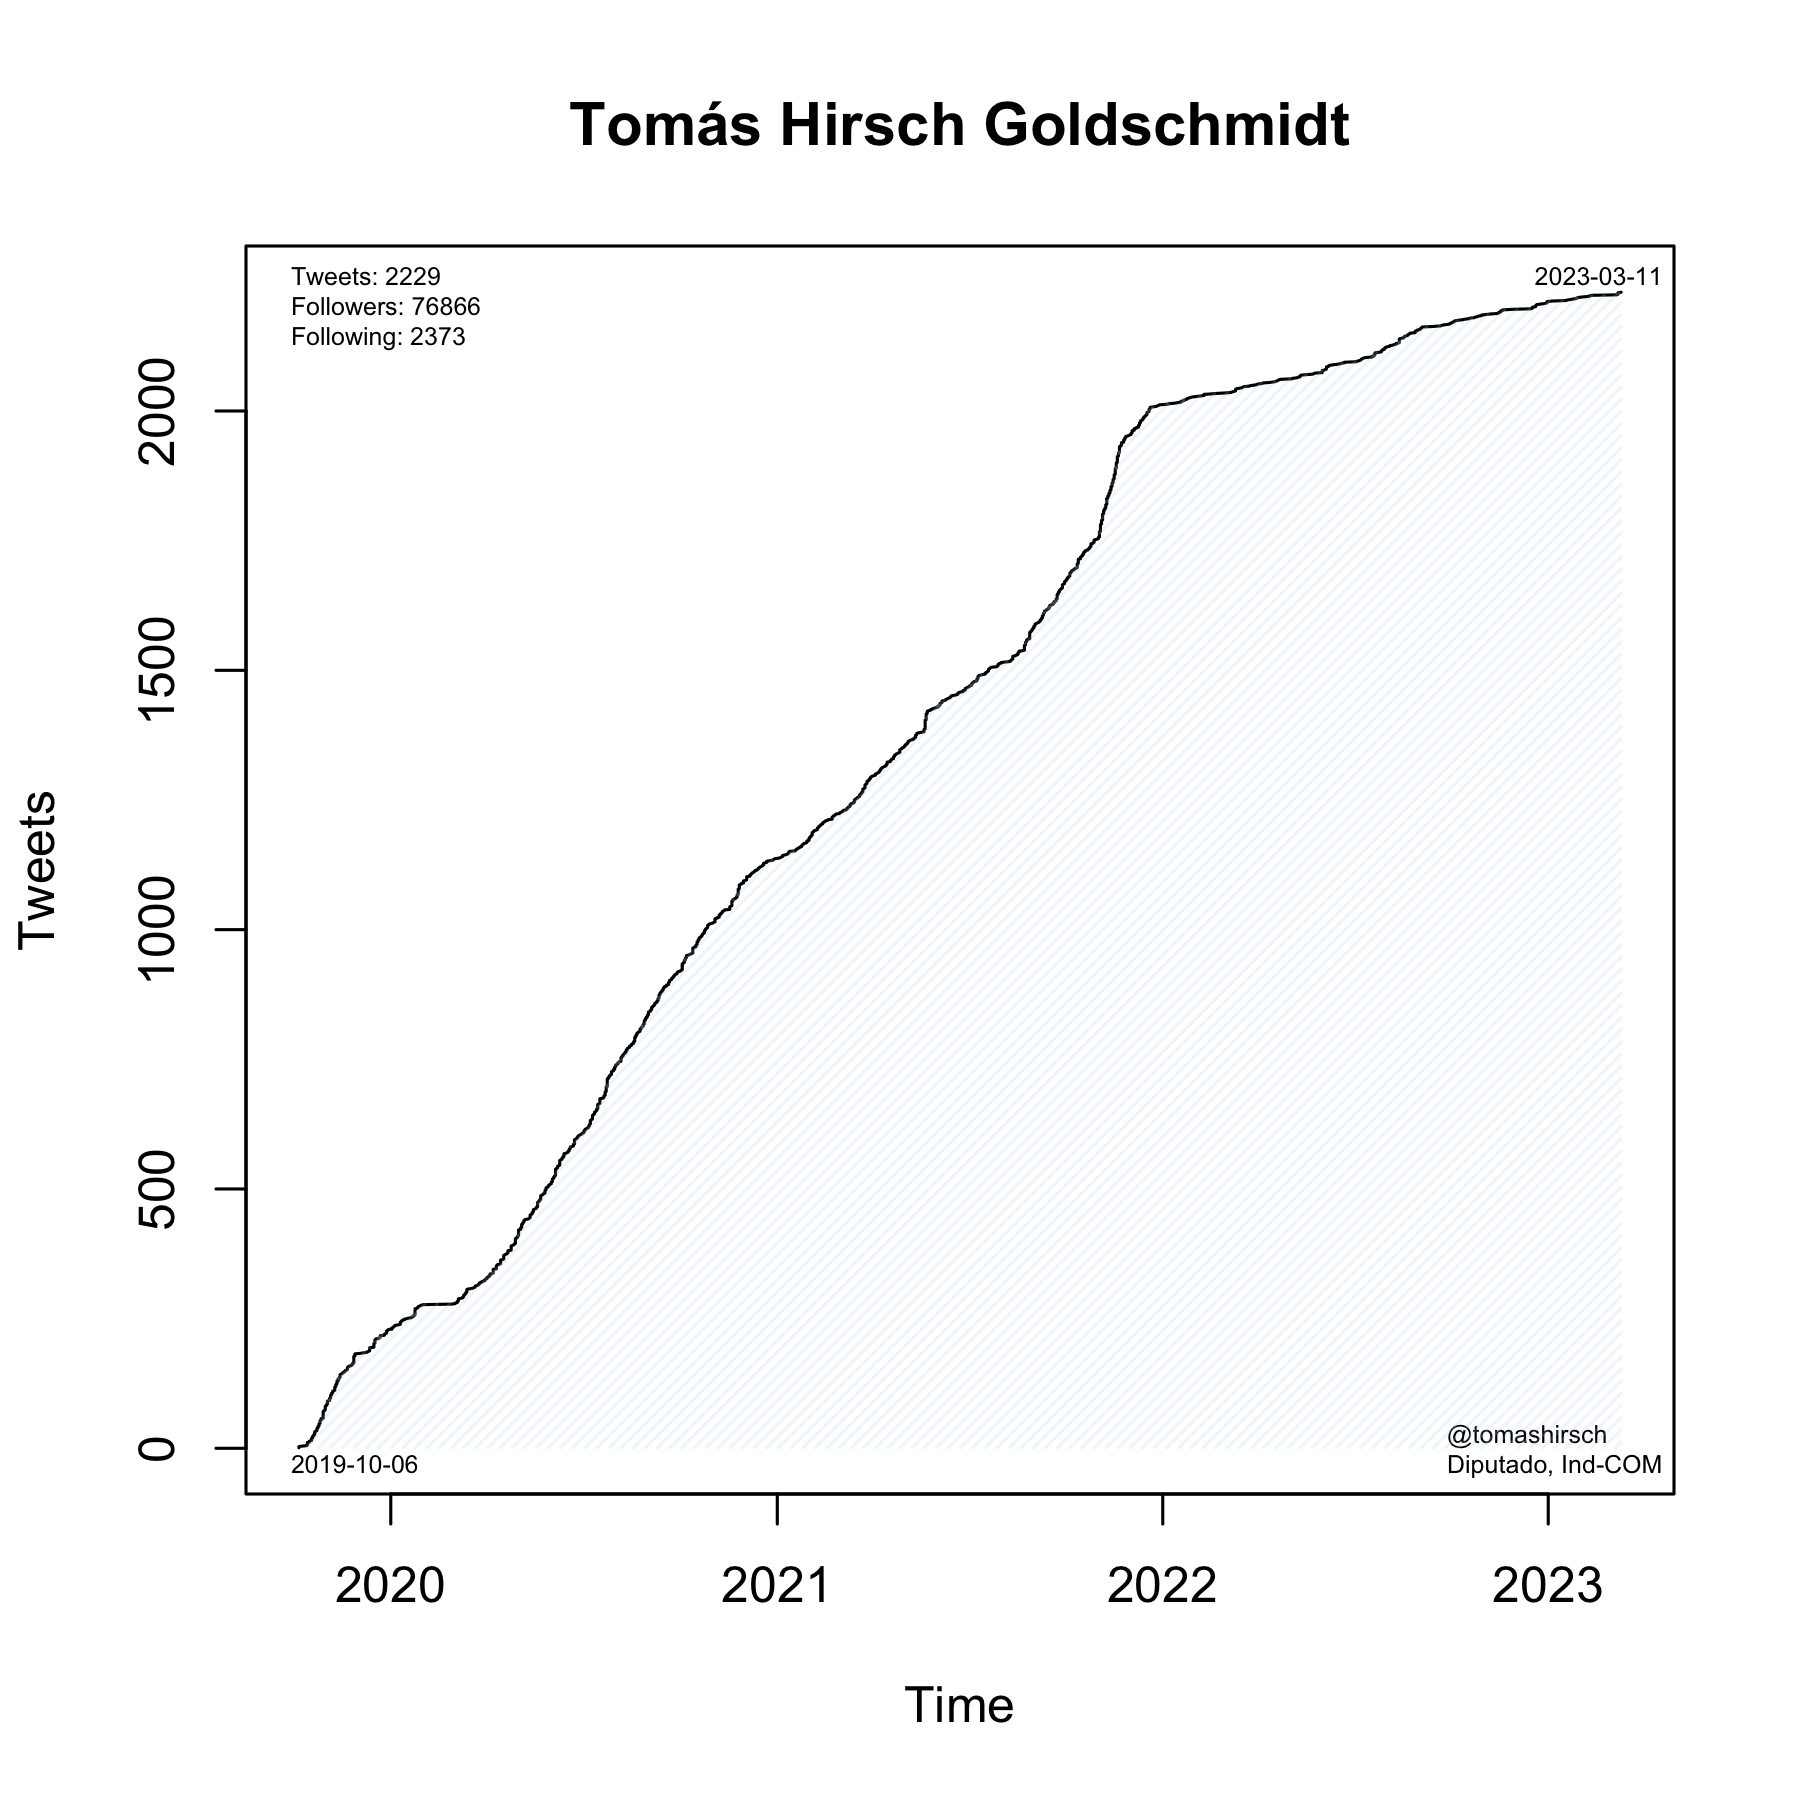 Tomás Hirsch Goldschmidt
Tweets: 2229
Followers: 76866
Following: 2373
2023-03-11
2000
1500
1000
500
0
Tweets
2019-10-06
@tomashirsch
Diputado, Ind-COM
2020
2021
2022
2023
Time